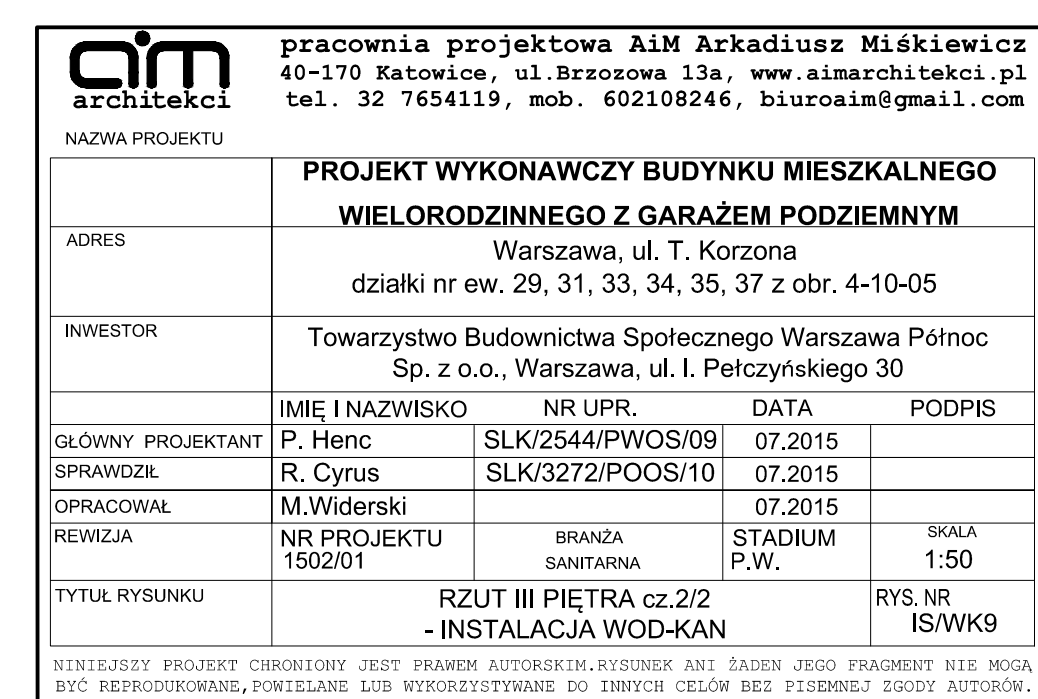 aim
architekci
pracownia projektowa AiM Arkadiusz Miśkiewicz
40-170 Katowice, ul.Brzozowa 13a, www.aimarchitekci.pl
tel. 32 7654119, mob. 602108246, biuroaim@gmail.com
NAZWA PROJEKTU
PROJEKT WYKONAWCZY BUDYNKU MIESZKALNEGO
WIELORODZINNEGO Z GARAŻEM PODZIEMNYM
ADRES
Warszawa, ul. T. Korzona
działki nr ew. 29, 31, 33, 34, 35, 37 z obr. 4-10-05
INWESTOR
Towarzystwo Budownictwa Społecznego Warszawa Północ
Sp. z o.o., Warszawa, ul. I. Pełczyńskiego 30
IMIĘ I NAZWISKO NR UPR. DATA PODPIS
GŁÓWNY PROJEKTANT P. Henc SLK/2544/PWOS/09 07.2015
SPRAWDZIŁ R. Cyrus SLK/3272/POOS/10 07.2015
OPRACOWAŁ M.Widerski 07.2015
REWIZJA NR PROJEKTU BRANŻA STADIUM SKALA
1502/01 SANITARNA P.W. 1:50
TYTUŁ RYSUNKU RZUT III PIĘTRA cz.2/2 RYS. NR
- INSTALACJA WOD-KAN IS/WK9
NINIEJSZY PROJEKT CHRONIONY JEST PRAWEM AUTORSKIM.RYSUNEK ANI ŻADEN JEGO FRAGMENT NIE MOGĄ
BYĆ REPRODUKOWANE,POWIELANE LUB WYKORZYSTYWANE DO INNYCH CELÓW BEZ PISEMNEJ ZGODY AUTORÓW.